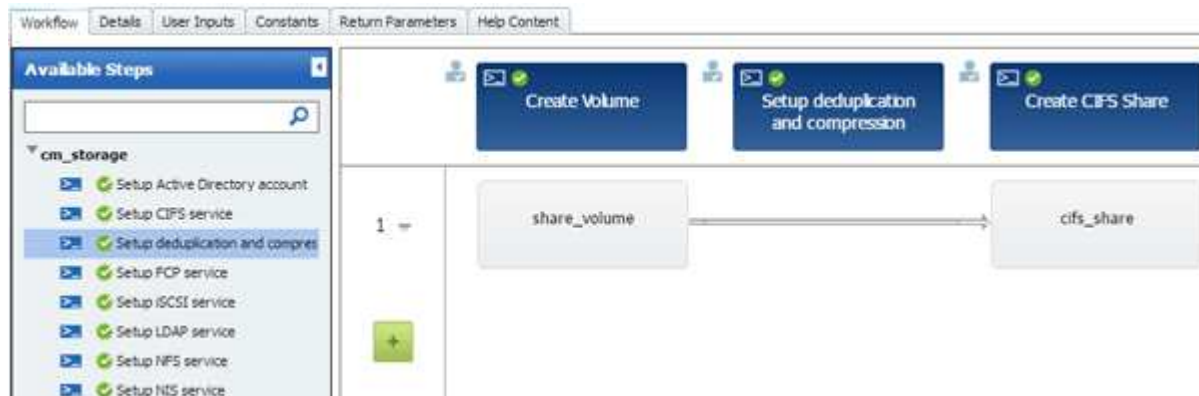 Workflow Details User Inputs Constants Return Parameters Help Content
Available Steps
cm_storage
Setup Active Directory account
Setup CIFS service
Setup deduplication and compres
Setup FCP service
Setup iSCSI service
Setup LDAP service
Setup NFS service
Setup NIS service
Create Volume
Setup deduplication
and compression
Create CIFS Share
1
share_volume
cifs_share
+